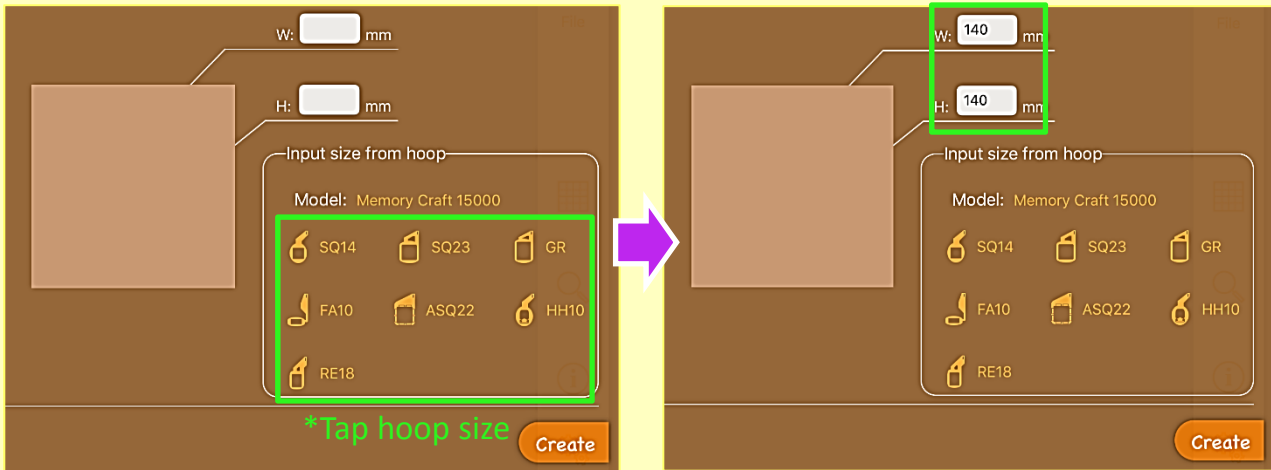 W: mm
H: mm
Input size from hoop
Model: Memory Craft 15000
SQ14 SQ23 GR
FA10 ASQ22 HH10
RE18
*Tap hoop size
Create
W: 140 mm
H: 140 mm
Input size from hoop
Model: Memory Craft 15000
SQ14 SQ23 GR
FA10 ASQ22 HH10
RE18
Create